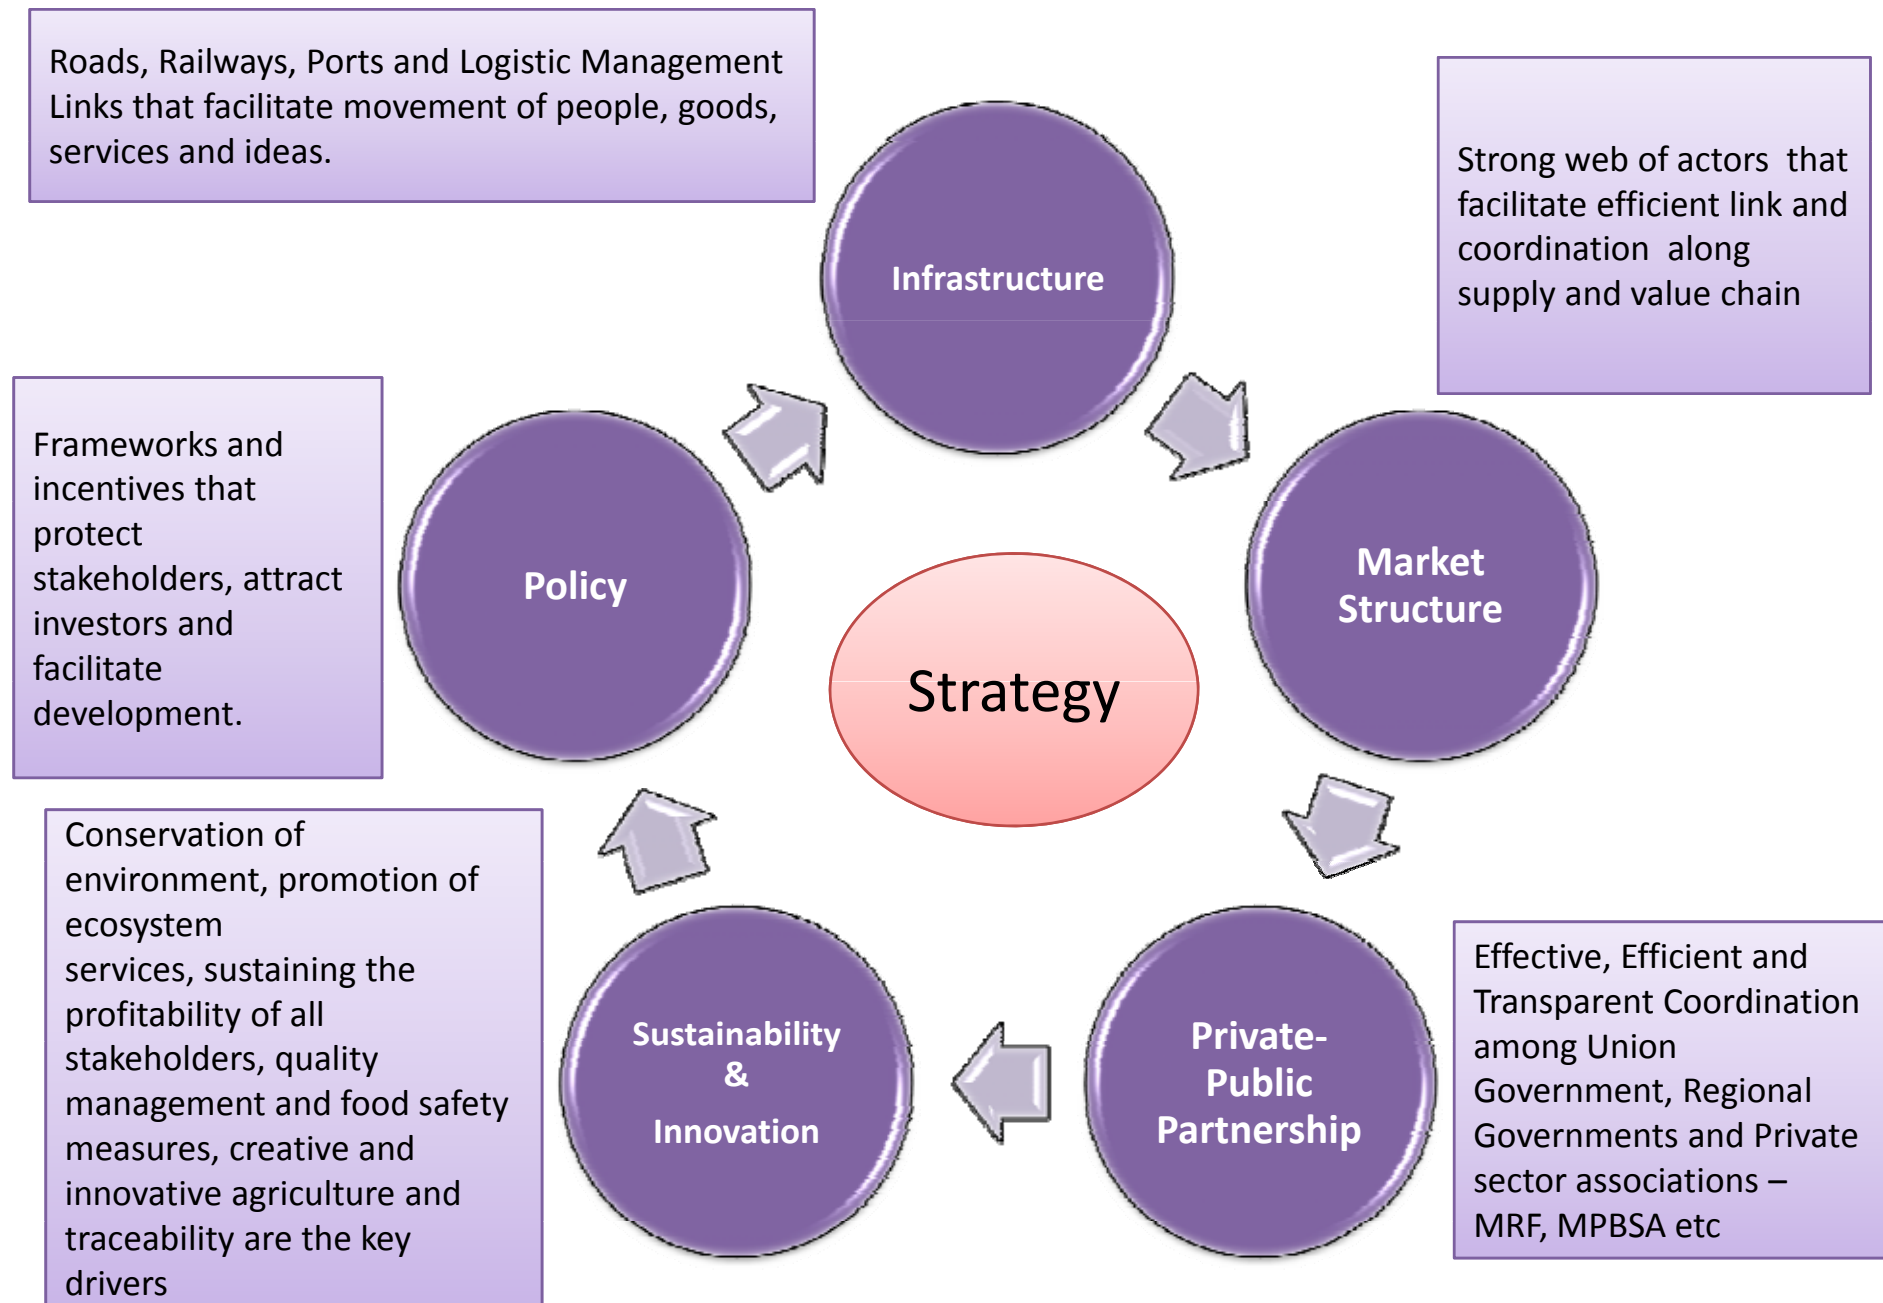 Roads, Railways, Ports and Logistic Management
Links that facilitate movement of people, goods,
services and ideas.
Infrastructure
Strong web of actors  that
facilitate efficient link and
coordination  along
supply and value chain
Market
Structure
Effective, Efficient and
Transparent Coordination
among Union
Government, Regional
Governments and Private
sector associations –
MRF, MPBSA etc
Private-
Public
Partnership
Sustainability
&
Innovation
Conservation of
environment, promotion of
ecosystem
services, sustaining the
profitability of all
stakeholders, quality
management and food safety
measures, creative and
innovative agriculture and
traceability are the key
drivers
Policy
Frameworks and
incentives that
protect
stakeholders, attract
investors and
facilitate
development.
Strategy